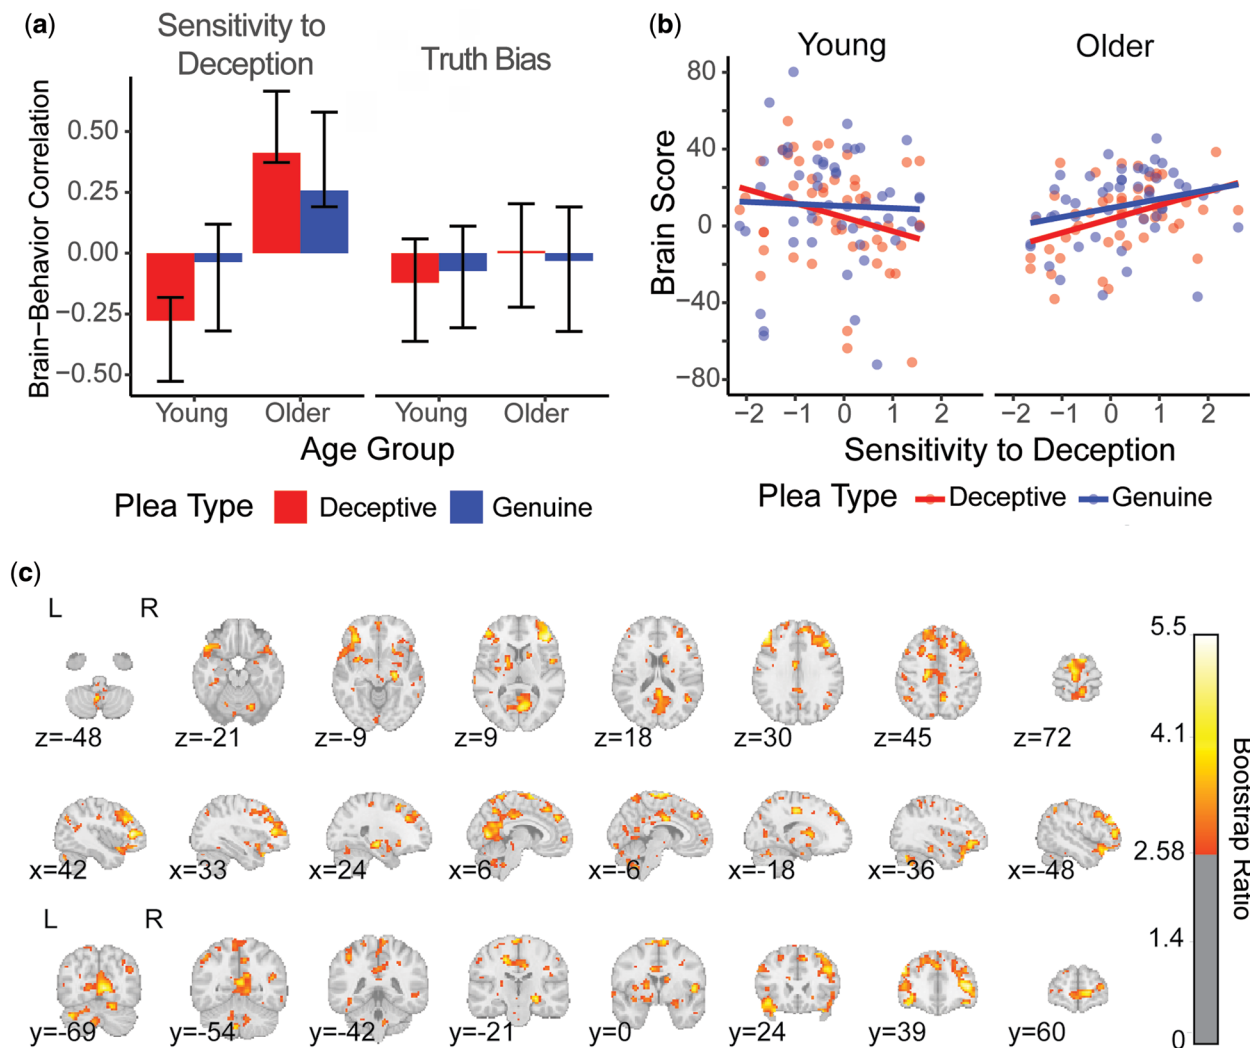 (a)
Sensitivity to
Deception
Truth Bias
Brain−Behavior Correlation
0.50
0.25
0.00
−0.25
−0.50
Young
Older
Young
Older
Age Group
Plea Type
Deceptive
Genuine
(b)
Young
Older
Brain Score
80
40
0
−40
−80
−2 −1 0 1 2
−2 −1 0 1 2
Sensitivity to Deception
Plea Type
Deceptive
Genuine
(c)
L R
z=-48 z=-21 z=-9 z=9 z=18 z=30 z=45 z=72
x=42 x=33 x=24 x=6 x=-6 x=-18 x=-36 x=-48
L R
y=-69 y=-54 y=-42 y=-21 y=0 y=24 y=39 y=60
5.5
4.1
2.58
1.4
0
Bootstrap Ratio